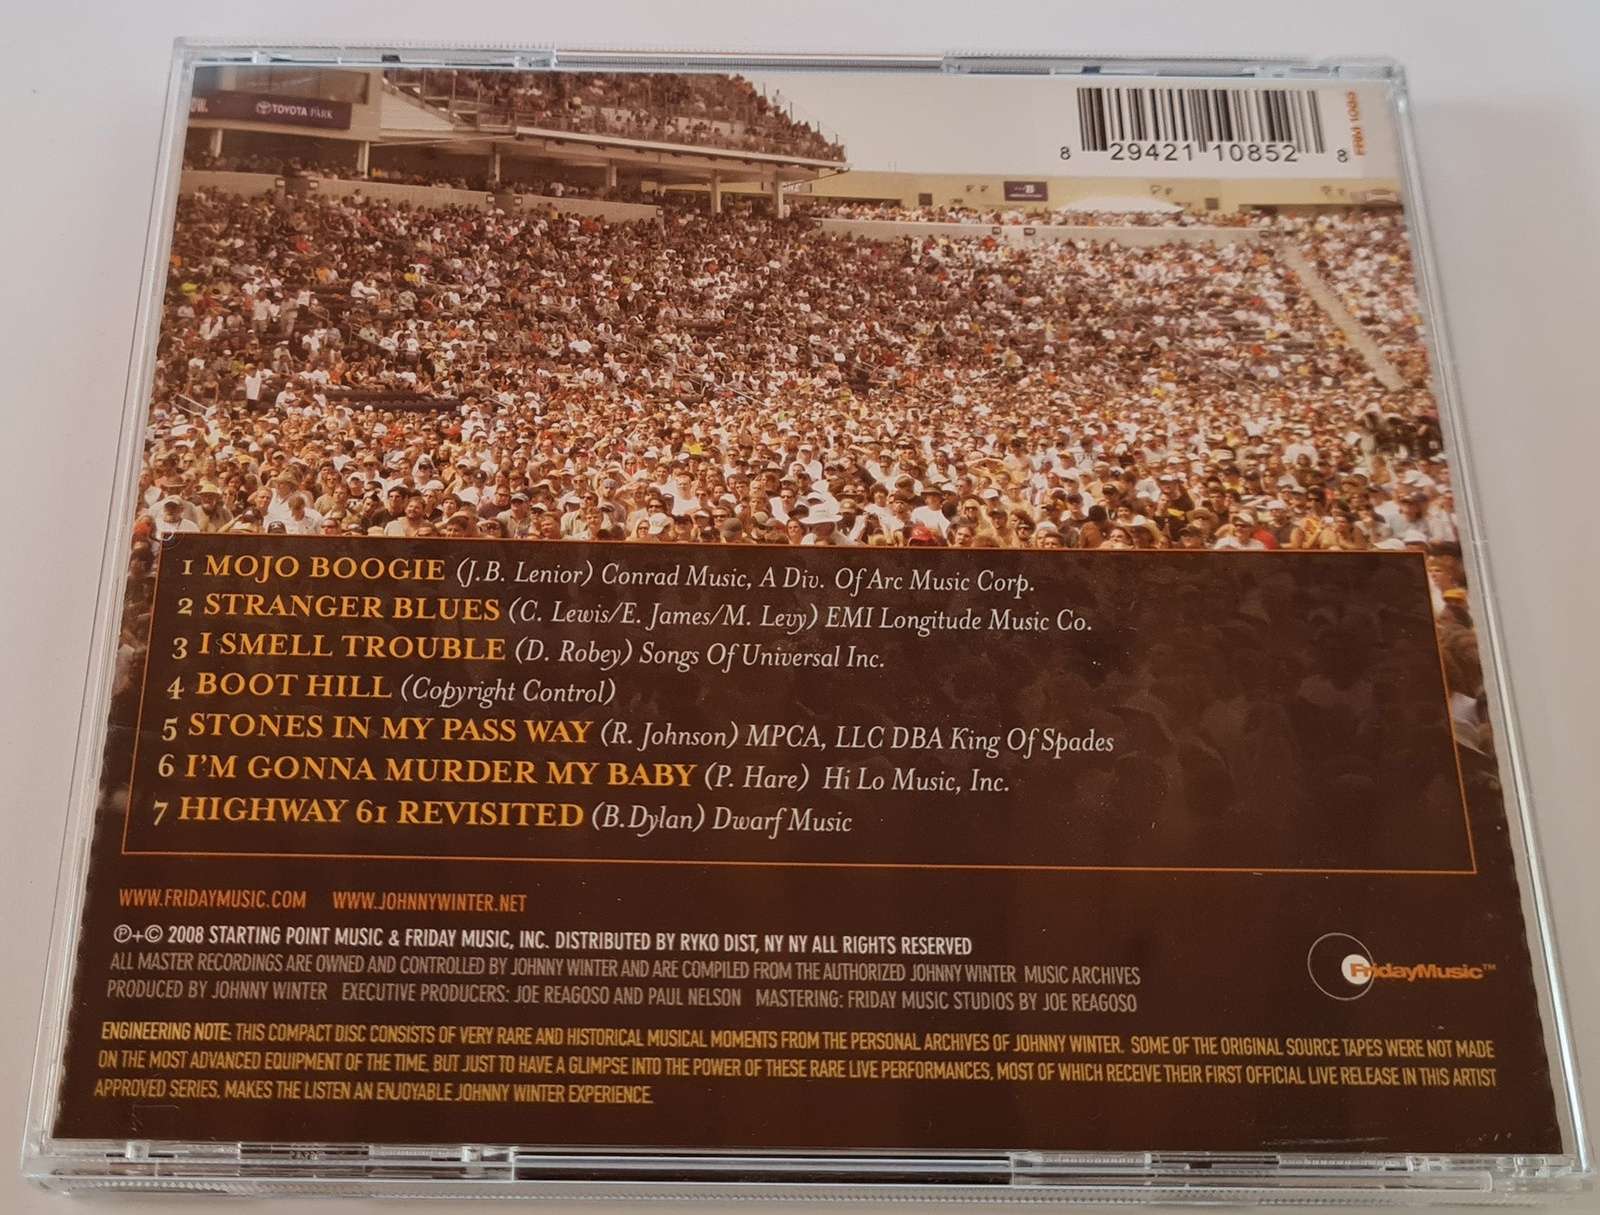 TOYOTA PARK
8 29421 10852 8
FRM 1085
1 MOJO BOOGIE (J.B. Lenior) Conrad Music, A Div. Of Arc Music Corp.
2 STRANGER BLUES (C. Lewis/E. James/M. Levy) EMI Longitude Music Co.
3 I SMELL TROUBLE (D. Robey) Songs Of Universal Inc.
4 BOOT HILL (Copyright Control)
5 STONES IN MY PASS WAY (R. Johnson) MPCA, LLC DBA King Of Spades
6 I'M GONNA MURDER MY BABY (P. Hare) Hi Lo Music, Inc.
7 HIGHWAY 61 REVISITED (B.Dylan) Dwarf Music
WWW.FRIDAYMUSIC.COM WWW.JOHNNYWINTER.NET
℗+© 2008 STARTING POINT MUSIC & FRIDAY MUSIC, INC. DISTRIBUTED BY RYKO DIST, NY NY ALL RIGHTS RESERVED
ALL MASTER RECORDINGS ARE OWNED AND CONTROLLED BY JOHNNY WINTER AND ARE COMPILED FROM THE AUTHORIZED JOHNNY WINTER MUSIC ARCHIVES
PRODUCED BY JOHNNY WINTER EXECUTIVE PRODUCERS: JOE REAGOSO AND PAUL NELSON MASTERING: FRIDAY MUSIC STUDIOS BY JOE REAGOSO
FridayMusic™
ENGINEERING NOTE: THIS COMPACT DISC CONSISTS OF VERY RARE AND HISTORICAL MUSICAL MOMENTS FROM THE PERSONAL ARCHIVES OF JOHNNY WINTER. SOME OF THE ORIGINAL SOURCE TAPES WERE NOT MADE
ON THE MOST ADVANCED EQUIPMENT OF THE TIME, BUT JUST TO HAVE A GLIMPSE INTO THE POWER OF THESE RARE LIVE PERFORMANCES, MOST OF WHICH RECEIVE THEIR FIRST OFFICIAL LIVE RELEASE IN THIS ARTIST
APPROVED SERIES, MAKES THE LISTEN AN ENJOYABLE JOHNNY WINTER EXPERIENCE.